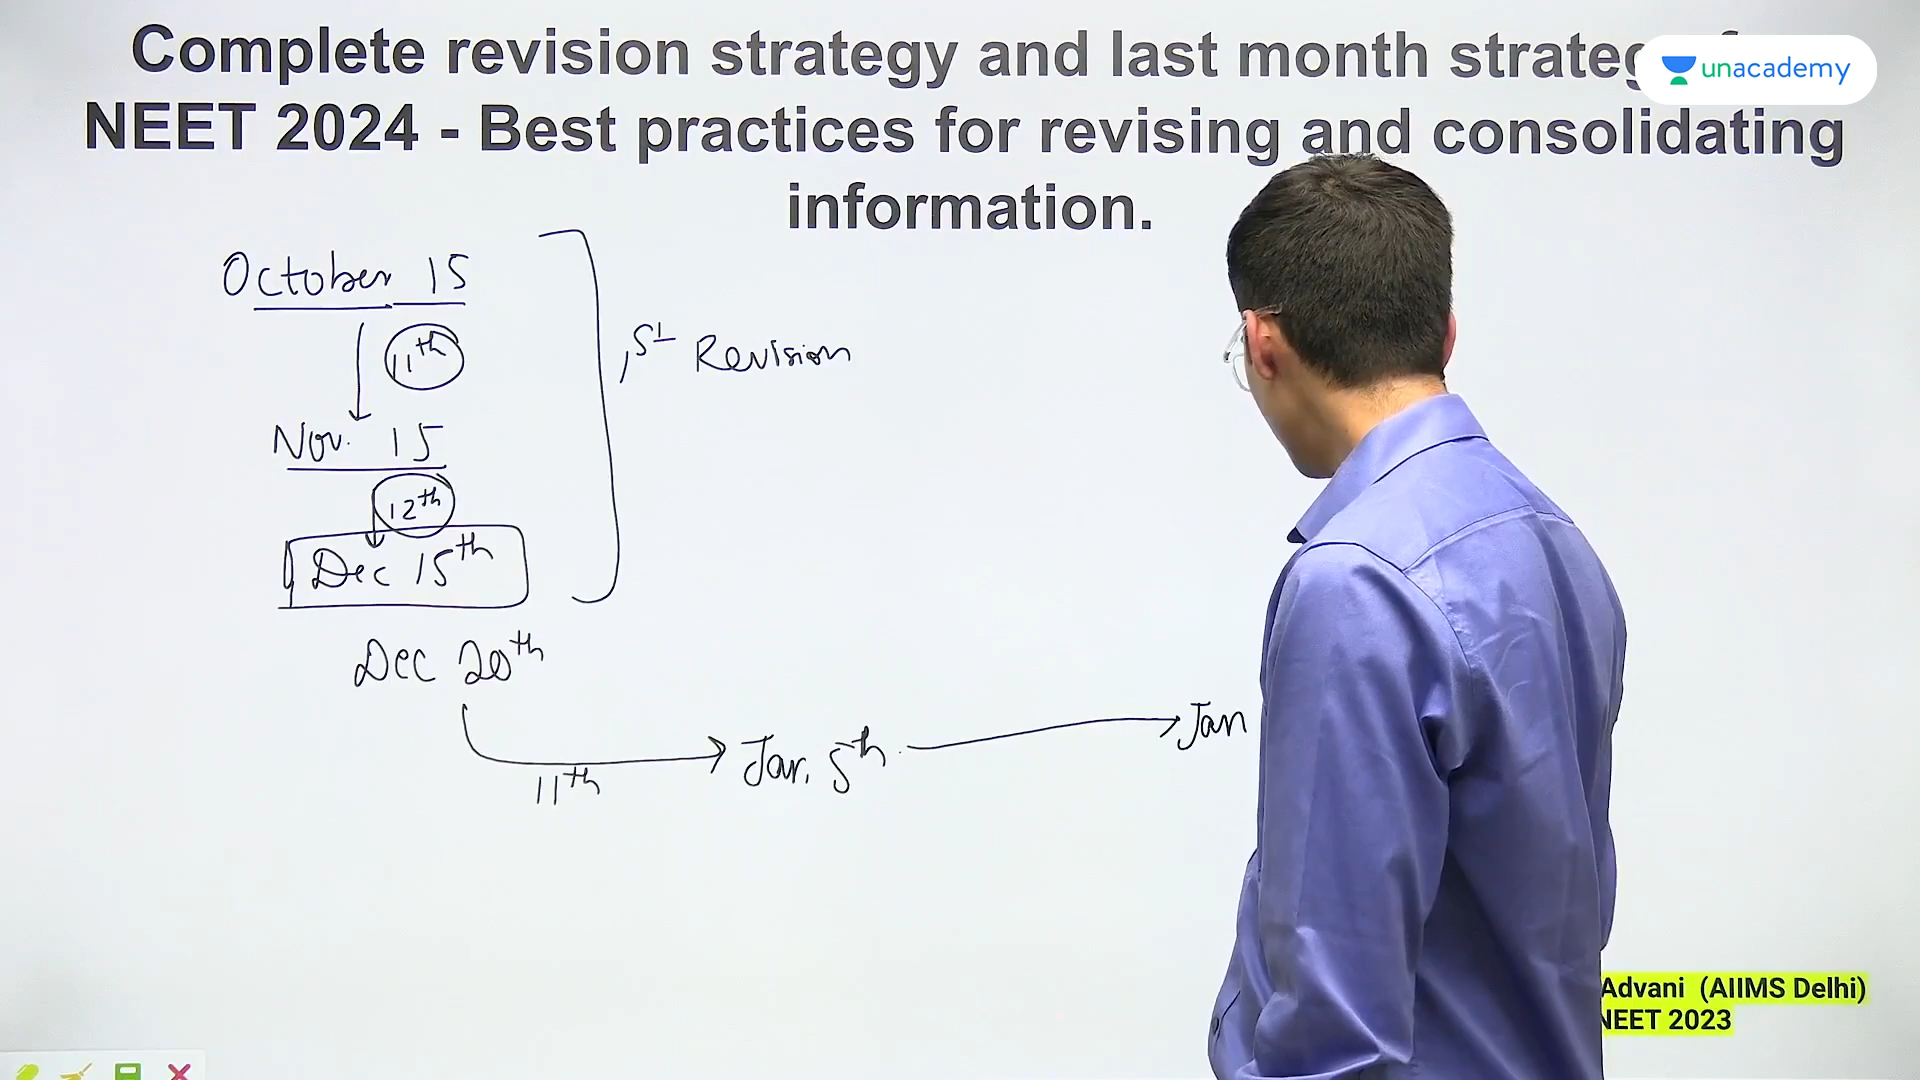 Complete revision strategy and last month
NEET 2024 - Best practices for revising and consolidating
information.
unacademy
October 15
11th
Nov. 15
12th
Dec 15th
1st Revision
Dec 20th
11th
Jan. 5th
Jan
Advani (AIIMS Delhi)
NEET 2023